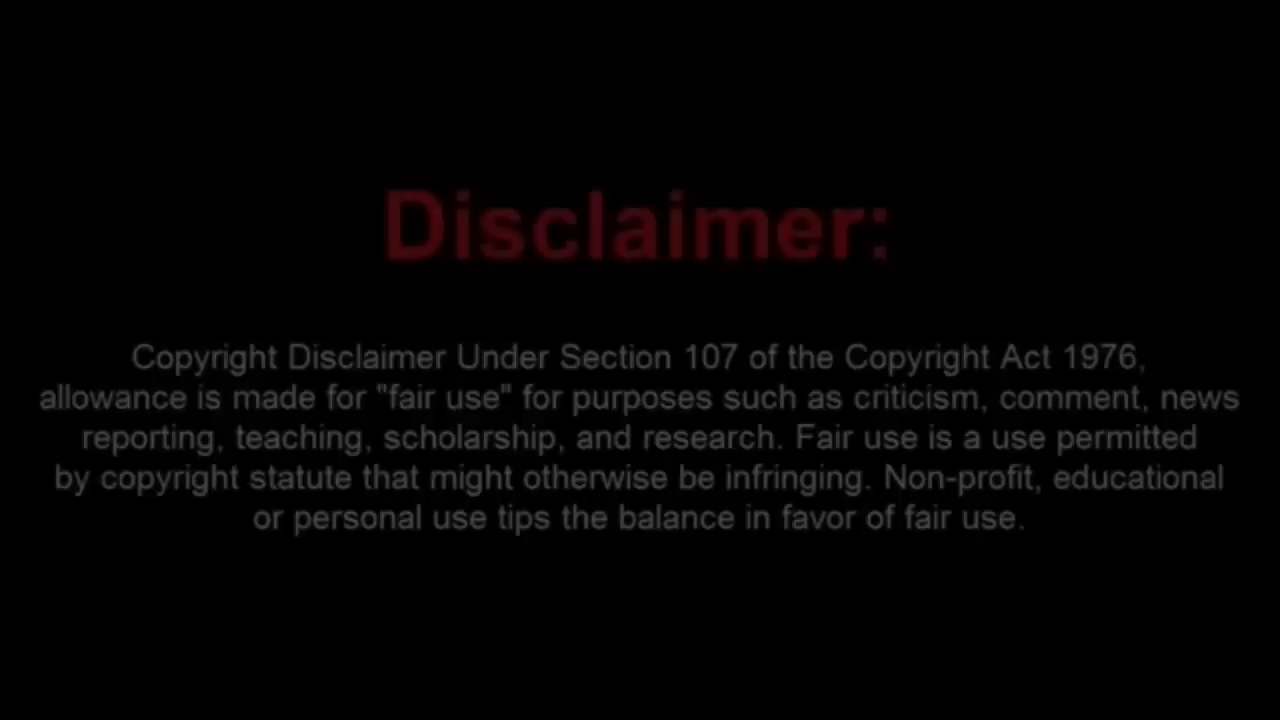 Disclaimer:
Copyright Disclaimer Under Section 107 of the Copyright Act 1976,
allowance is made for "fair use" for purposes such as criticism, comment, news
reporting, teaching, scholarship, and research. Fair use is a use permitted
by copyright statute that might otherwise be infringing. Non-profit, educational
or personal use tips the balance in favor of fair use.